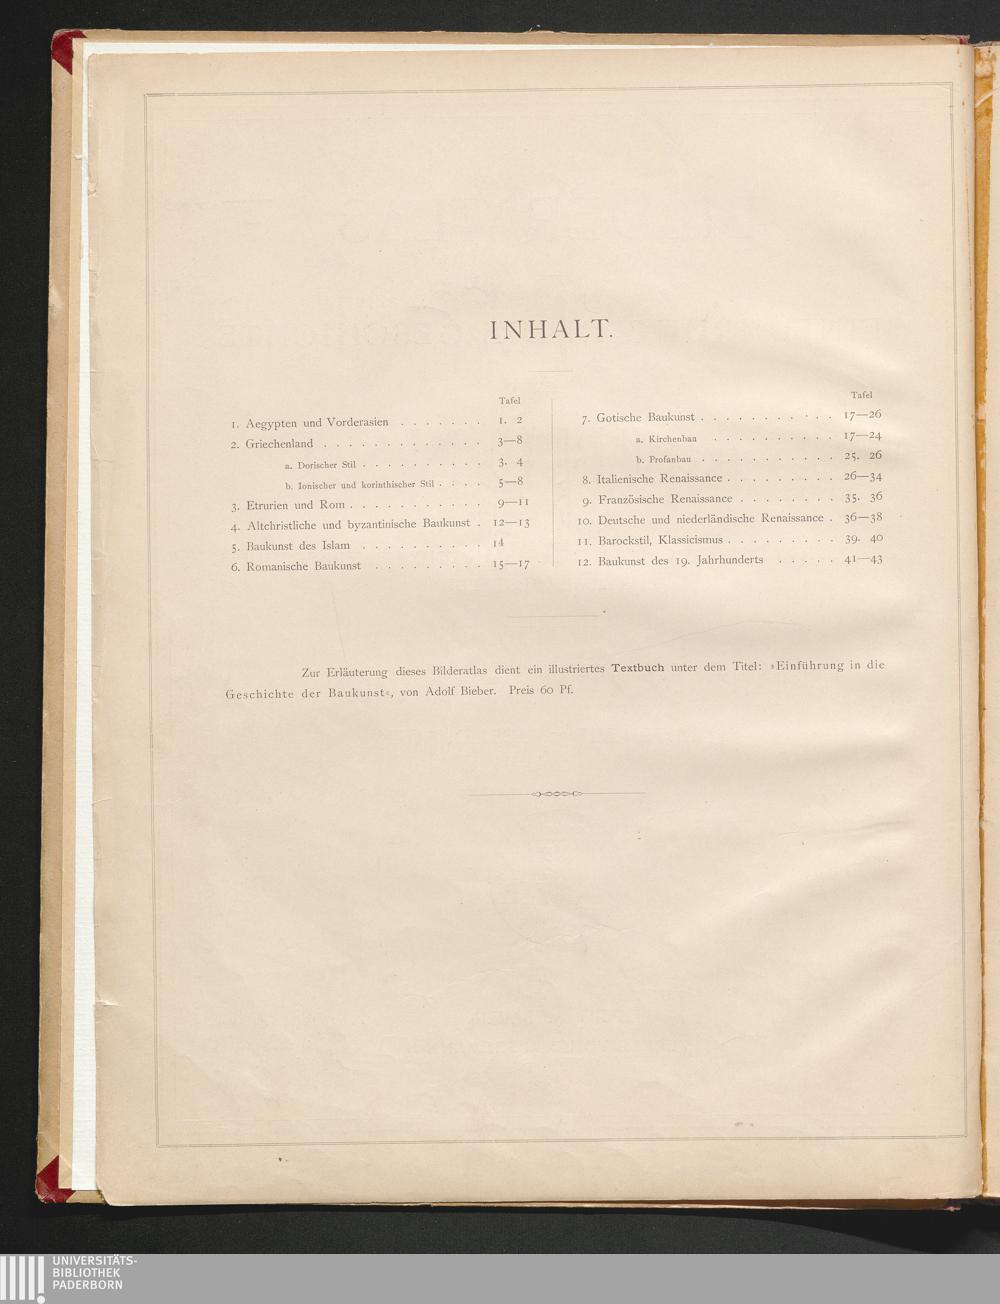 INHALT.
Tafel
1. Aegypten und Vorderasien . . . . . . . 1. 2
2. Griechenland . . . . . . . . . . . . . 3—8
a. Dorischer Stil . . . . . . . . . . 3. 4
b. Ionischer und korinthischer Stil . . . . 5—8
3. Etrurien und Rom . . . . . . . . . . . 9—11
4. Altchristliche und byzantinische Baukunst . 12—13
5. Baukunst des Islam . . . . . . . . . . 14
6. Romanische Baukunst . . . . . . . . . 15—17
Tafel
7. Gotische Baukunst . . . . . . . . . . . 17—26
a. Kirchenbau . . . . . . . . . . 17—24
b. Profanbau . . . . . . . . . . . 25. 26
8. Italienische Renaissance . . . . . . . . . 26—34
9. Französische Renaissance . . . . . . . . 35. 36
10. Deutsche und niederländische Renaissance . 36—38
11. Barockstil, Klassicismus . . . . . . . . . 39. 40
12. Baukunst des 19. Jahrhunderts . . . . . 41—43
Zur Erläuterung dieses Bilderatlas dient ein illustriertes Textbuch unter dem Titel: »Einführung in die
Geschichte der Baukunst«, von Adolf Bieber. Preis 60 Pf.
UNIVERSITÄTS-
BIBLIOTHEK
PADERBORN